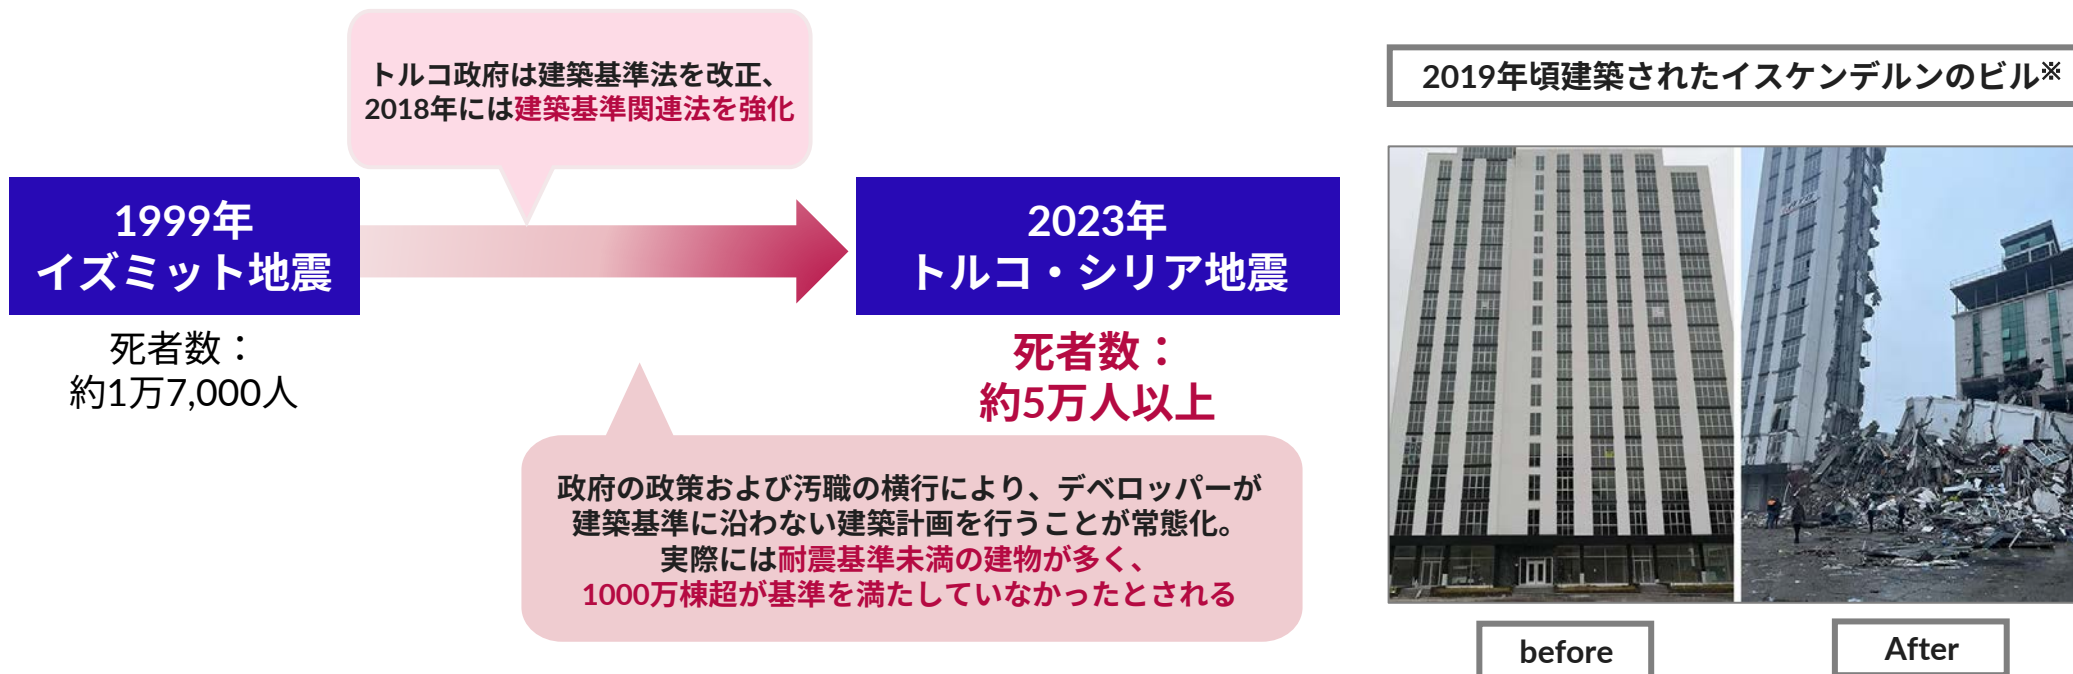 トルコ政府は建築基準法を改正、
2018年には建築基準関連法を強化
1999年
イズミット地震
死者数：
約1万7,000人
2023年
トルコ・シリア地震
死者数：
約5万人以上
政府の政策および汚職の横行により、デベロッパーが
建築基準に沿わない建築計画を行うことが常態化。
実際には耐震基準未満の建物が多く、
1000万棟超が基準を満たしていなかったとされる
2019年頃建築されたイスケンデルンのビル※
before
After